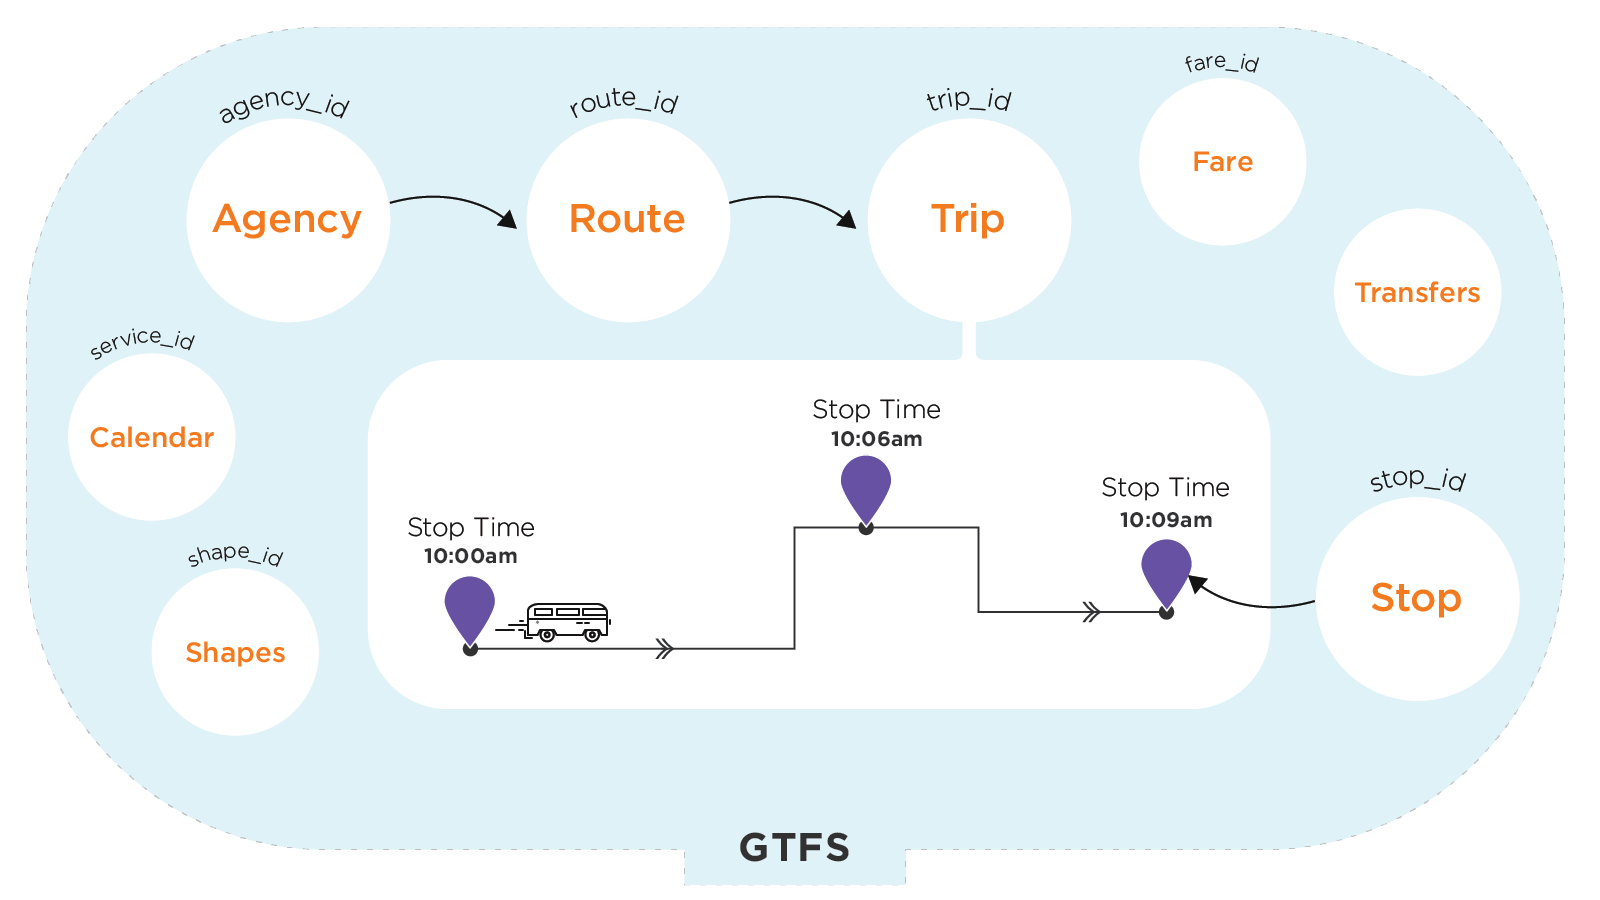 agency_id
Agency
route_id
Route
trip_id
Trip
fare_id
Fare
Transfers
service_id
Calendar
shape_id
Shapes
Stop Time
10:00am
Stop Time
10:06am
Stop Time
10:09am
stop_id
Stop
GTFS